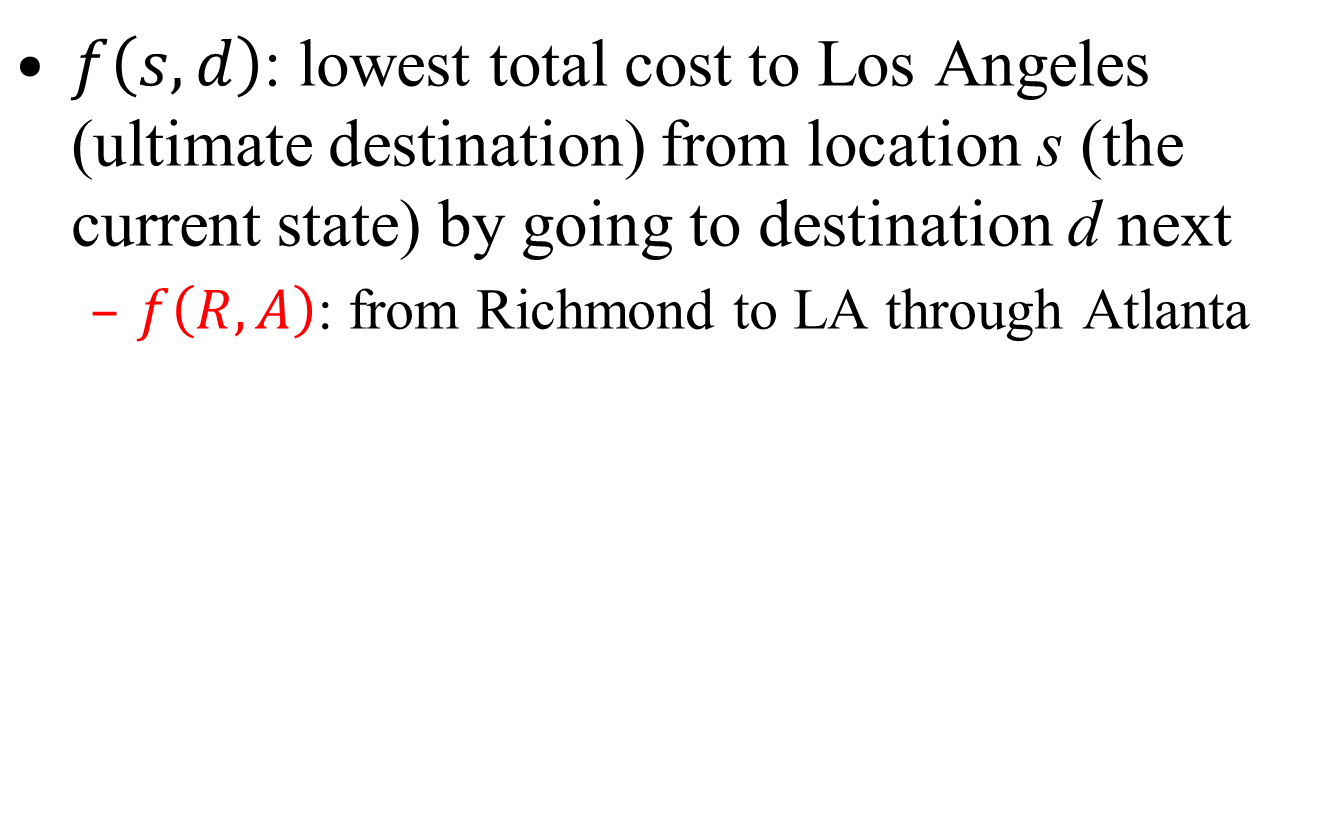 • f(s, d): lowest total cost to Los Angeles
(ultimate destination) from location s (the
current state) by going to destination d next
– f(R, A): from Richmond to LA through Atlanta